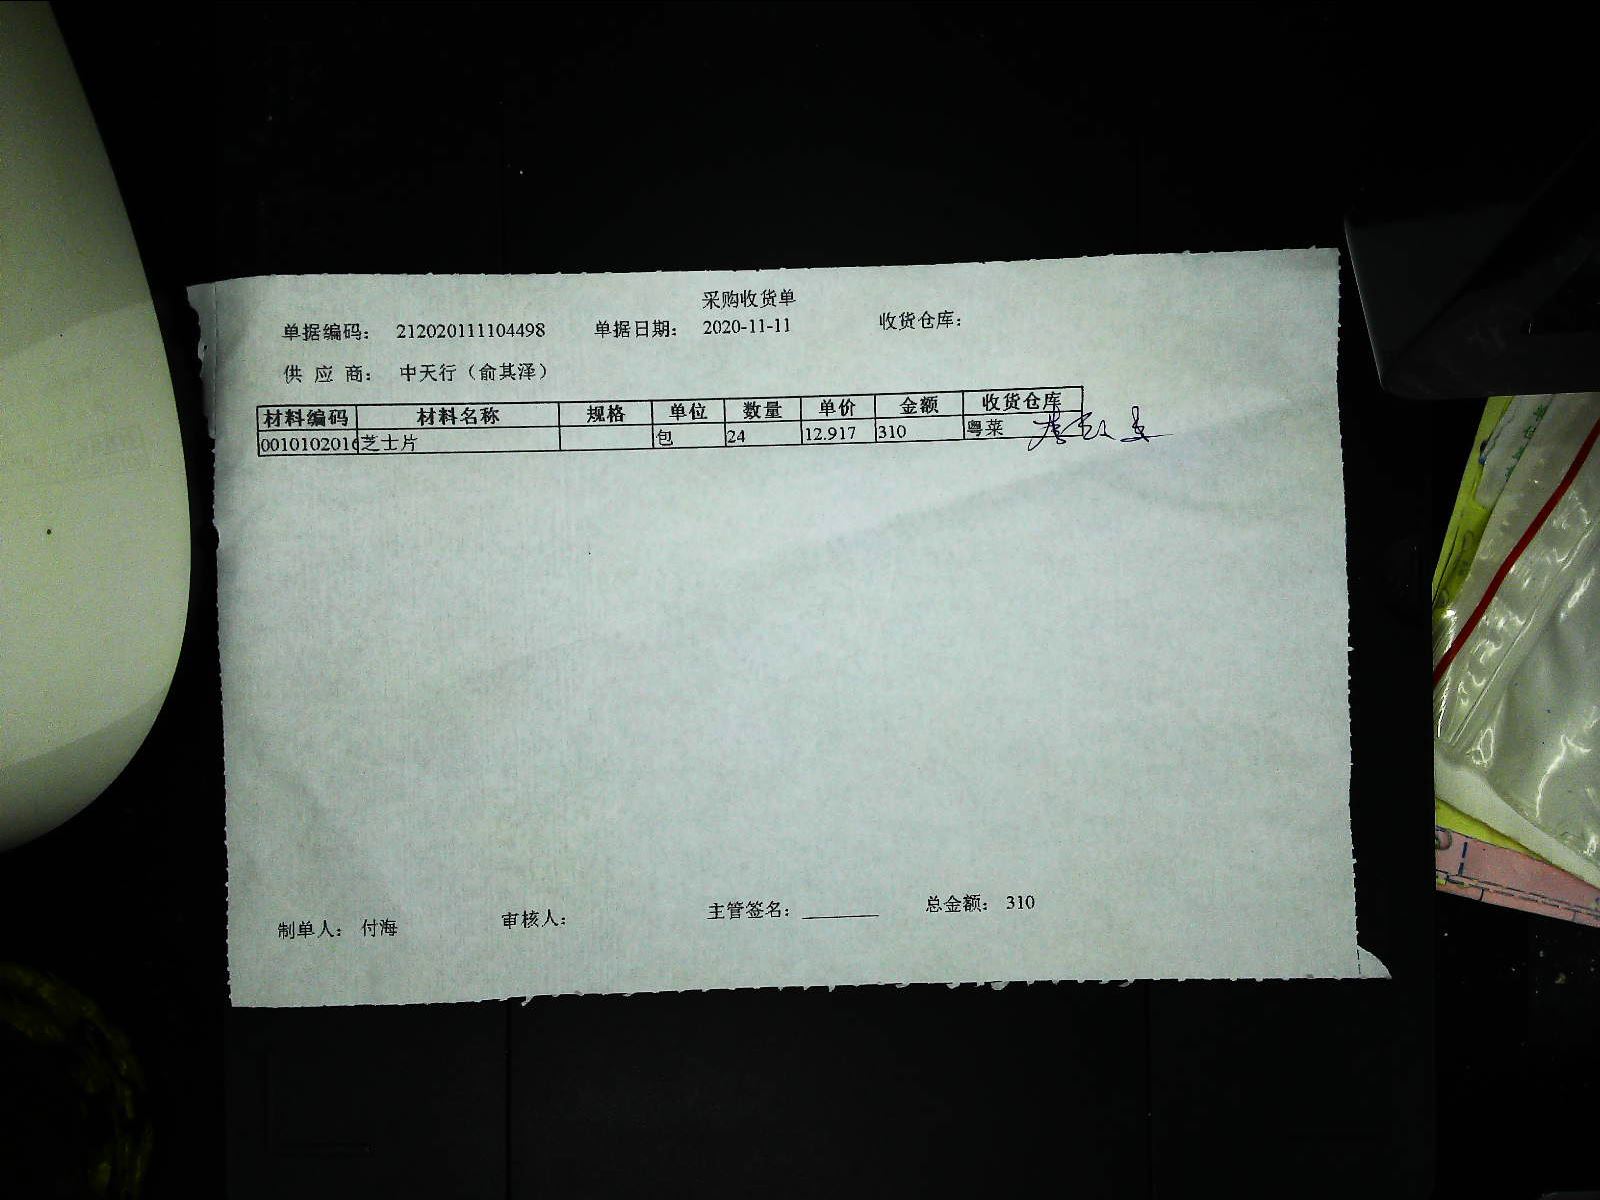 采购收货单
单据编码： 212020111104498 单据日期： 2020-11-11 收货仓库：
供 应 商： 中天行（俞其泽）
材料编码 材料名称 规格 单位 数量 单价 金额 收货仓库
0010102016 芝士片 包 24 12.917 310 粤菜
制单人： 付海 审核人： 主管签名： 总金额： 310